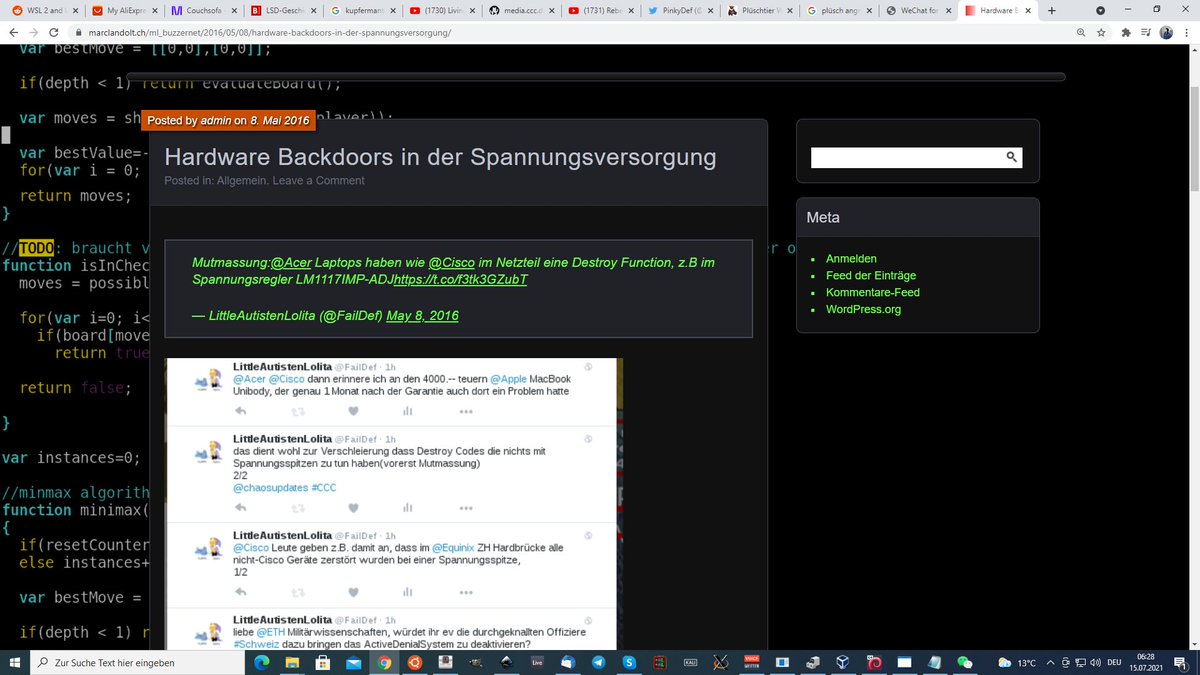 WSL 2 and
My AliExpre
Couchsofa
LSD-Geschi
kupfermant
(1730) Livin
media.ccc.d
(1731) Rebe
PinkyDef (@
Plüschtier W
plüsch anger
WeChat for
Hardware E
marclandolt.ch/ml_buzzernet/2016/05/08/hardware-backdoors-in-der-spannungsversorgung/
var bestMove = [[0,0],[0,0]];
if(depth < 1) return evaluateBoard();
var moves = sh
player));
Posted by admin on 8. Mai 2016
var bestValue=-
for(var i = 0;
return moves;
}
Hardware Backdoors in der Spannungsversorgung
Posted in: Allgemein. Leave a Comment
//TODO: braucht v
function isInChec
moves = possibl
for(var i=0; i<
if(board[move
return true
return false;
}
var instances=0;
//minmax algorith
function minimax(
{
if(resetCounter
else instances+
var bestMove =
if(depth < 1) r
Mutmassung:@Acer Laptops haben wie @Cisco im Netzteil eine Destroy Function, z.B im
Spannungsregler LM1117IMP-ADJhttps://t.co/f3tk3GZubT
— LittleAutistenLolita (@FailDef) May 8, 2016
LittleAutistenLolita @FailDef · 1h
@Acer @Cisco dann erinnere ich an den 4000.-- teuern @Apple MacBook
Unibody, der genau 1 Monat nach der Garantie auch dort ein Problem hatte
LittleAutistenLolita @FailDef · 1h
das dient wohl zur Verschleierung dass Destroy Codes die nichts mit
Spannungsspitzen zu tun haben(vorerst Mutmassung)
2/2
@chaosupdates #CCC
LittleAutistenLolita @FailDef · 1h
@Cisco Leute geben z.B. damit an, dass im @Equinix ZH Hardbrücke alle
nicht-Cisco Geräte zerstört wurden bei einer Spannungsspitze,
1/2
LittleAutistenLolita @FailDef · 1h
liebe @ETH Militärwissenschaften, würdet ihr ev die durchgeknallten Offiziere
#Schweiz dazu bringen das ActiveDenialSystem zu deaktivieren?
Meta
Anmelden
Feed der Einträge
Kommentare-Feed
WordPress.org
Zur Suche Text hier eingeben
13°C
DEU
06:28
15.07.2021